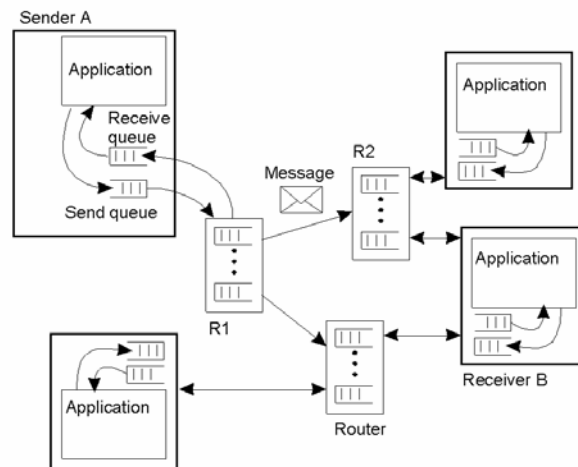 Sender A
Application
Receive
queue
Send queue
R1
Message
R2
Application
Application
Receiver B
Router
Application